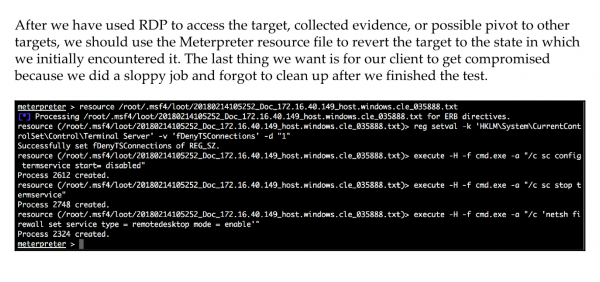 After we have used RDP to access the target, collected evidence, or possible pivot to other
targets, we should use the Meterpreter resource file to revert the target to the state in which
we initially encountered it. The last thing we want is for our client to get compromised
because we did a sloppy job and forgot to clean up after we finished the test.
meterpreter > resource /root/.msf4/loot/20180214105252_Doc_172.16.40.149_host.windows.cle_035888.txt
[*] Processing /root/.msf4/loot/20180214105252_Doc_172.16.40.149_host.windows.cle_035888.txt for ERB directives.
resource (/root/.msf4/loot/20180214105252_Doc_172.16.40.149_host.windows.cle_035888.txt)> reg setval -k 'HKLM\System\CurrentCont
rolSet\Control\Terminal Server' -v 'fDenyTSConnections' -d "1"
Successfully set fDenyTSConnections of REG_SZ.
resource (/root/.msf4/loot/20180214105252_Doc_172.16.40.149_host.windows.cle_035888.txt)> execute -H -f cmd.exe -a "/c sc config
termservice start= disabled"
Process 2612 created.
resource (/root/.msf4/loot/20180214105252_Doc_172.16.40.149_host.windows.cle_035888.txt)> execute -H -f cmd.exe -a "/c sc stop t
ermservice"
Process 2748 created.
resource (/root/.msf4/loot/20180214105252_Doc_172.16.40.149_host.windows.cle_035888.txt)> execute -H -f cmd.exe -a "/c 'netsh fi
rewall set service type = remotedesktop mode = enable'"
Process 2324 created.
meterpreter >